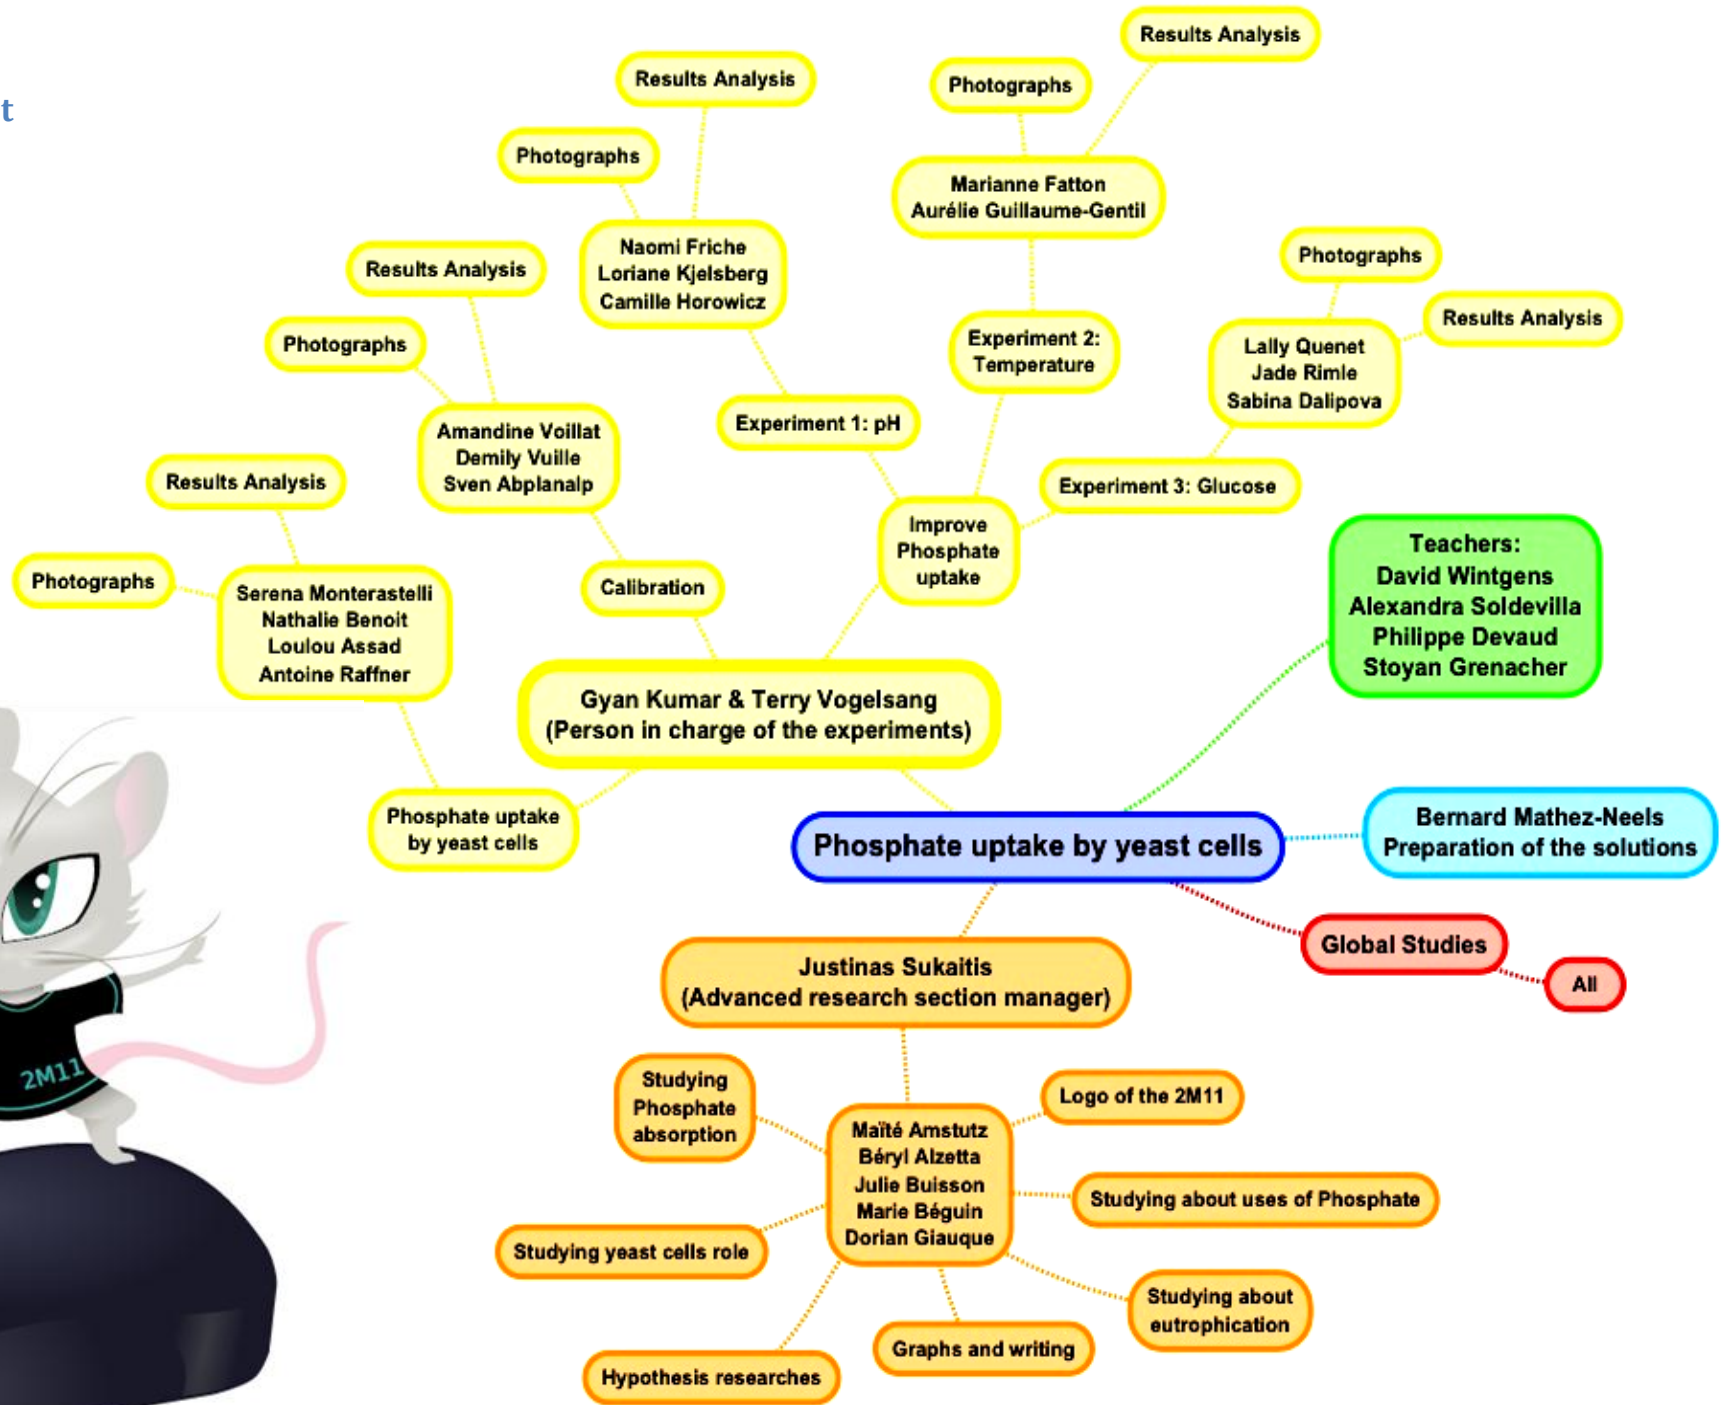 t
Results Analysis
Photographs
Results Analysis
Photographs
Marianne Fatton
Aurélie Guillaume-Gentil
Naomi Friche
Loriane Kjelsberg
Camille Horowicz
Results Analysis
Photographs
Photographs
Results Analysis
Experiment 2:
Temperature
Lally Quenet
Jade Rimle
Sabina Dalipova
Experiment 1: pH
Amandine Voillat
Demily Vuille
Sven Abplanalp
Results Analysis
Photographs
Experiment 3: Glucose
Improve
Phosphate
uptake
Calibration
Serena Monterastelli
Nathalie Benoit
Loulou Assad
Antoine Raffner
Teachers:
David Wintgens
Alexandra Soldevilla
Philippe Devaud
Stoyan Grenacher
Gyan Kumar & Terry Vogelsang
(Person in charge of the experiments)
Phosphate uptake
by yeast cells
Phosphate uptake by yeast cells
Bernard Mathez-Neels
Preparation of the solutions
Global Studies
All
Justinas Sukaitis
(Advanced research section manager)
2M11
Studying
Phosphate
absorption
Logo of the 2M11
Maïté Amstutz
Béryl Alzetta
Julie Buisson
Marie Béguin
Dorian Giauque
Studying about uses of Phosphate
Studying yeast cells role
Studying about
eutrophication
Graphs and writing
Hypothesis researches